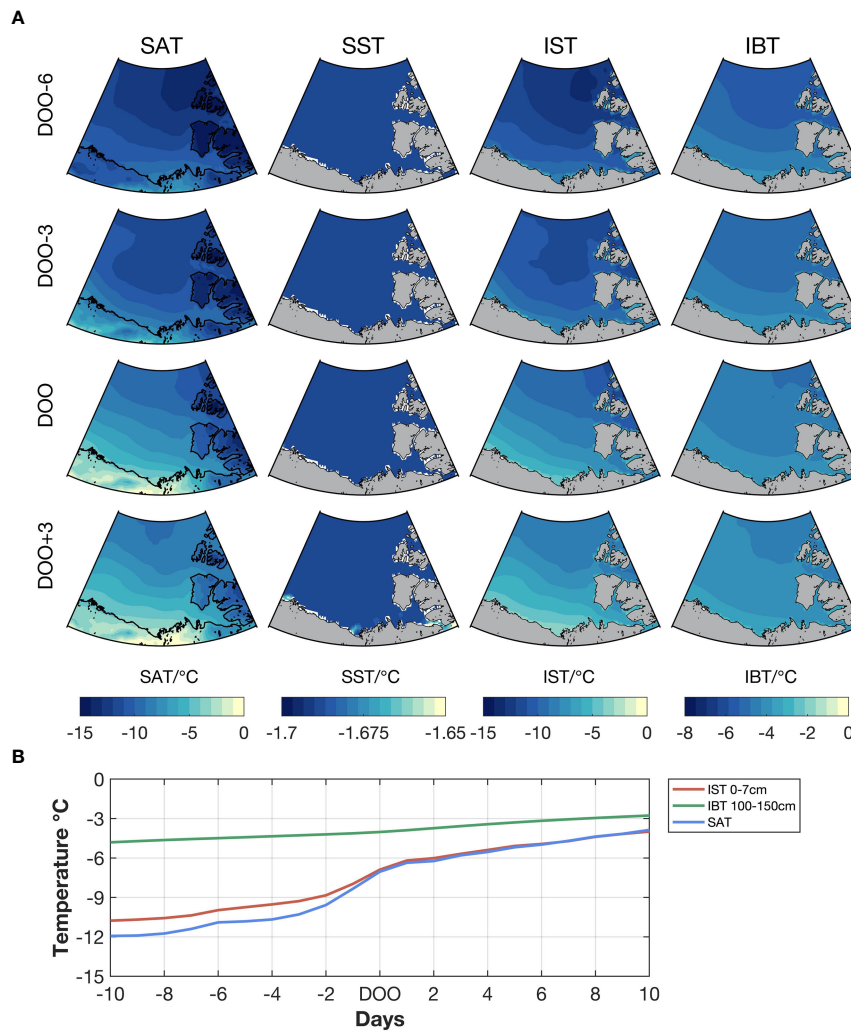 A
SAT SST IST IBT
DOO-6
DOO-3
DOO
DOO+3
SAT/°C SST/°C IST/°C IBT/°C
-15 -10 -5 0 -1.7 -1.675 -1.65 -15 -10 -5 0 -8 -6 -4 -2 0
B
0
-3
-6
-9
-12
-15
Temperature °C
-10 -8 -6 -4 -2 DOO 2 4 6 8 10
Days
IST 0-7cm
IBT 100-150cm
SAT